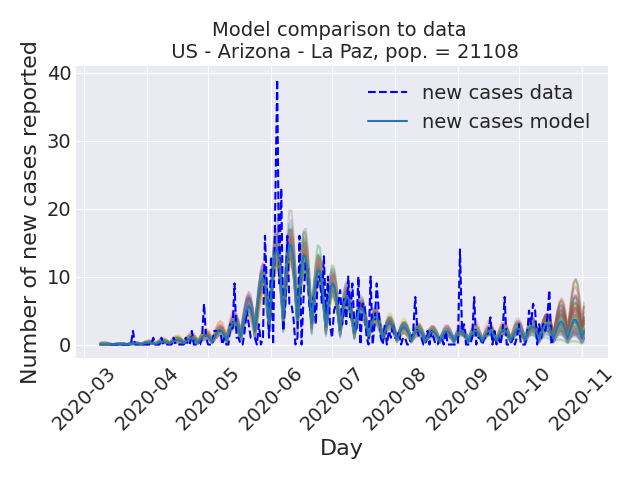 Model comparison to data
US - Arizona - La Paz, pop. = 21108
Number of new cases reported
40
30
20
10
0
new cases data
new cases model
2020-03
2020-04
2020-05
2020-06
2020-07
2020-08
2020-09
2020-10
2020-11
Day